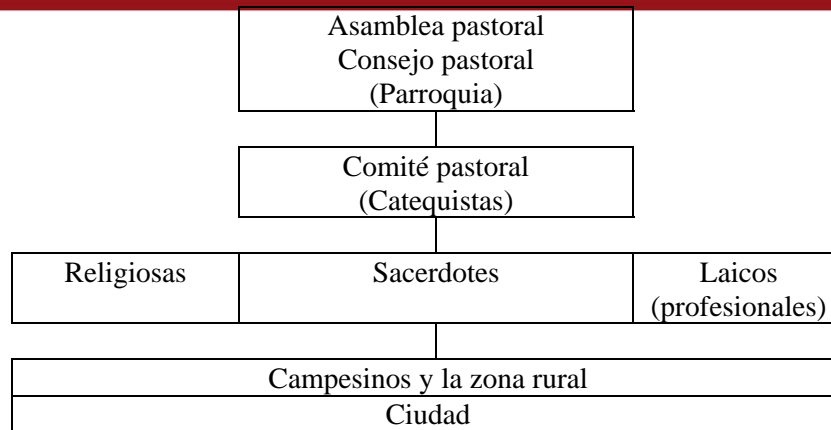 Asamblea pastoral
Consejo pastoral
(Parroquia)
Comité pastoral
(Catequistas)
Religiosas
Sacerdotes
Laicos
(profesionales)
Campesinos y la zona rural
Ciudad